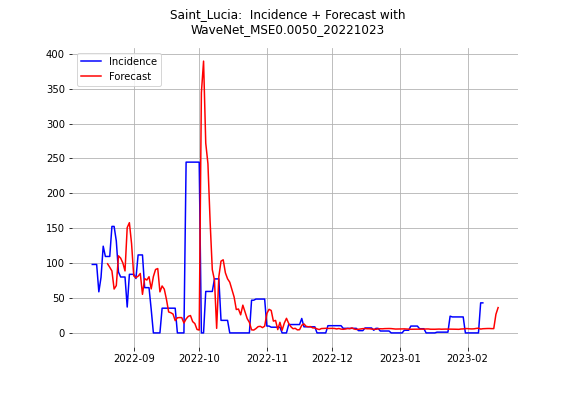 Saint_Lucia:  Incidence + Forecast with
WaveNet_MSE0.0050_20221023
Incidence
Forecast
400
350
300
250
200
150
100
50
0
2022-09 2022-10 2022-11 2022-12 2023-01 2023-02